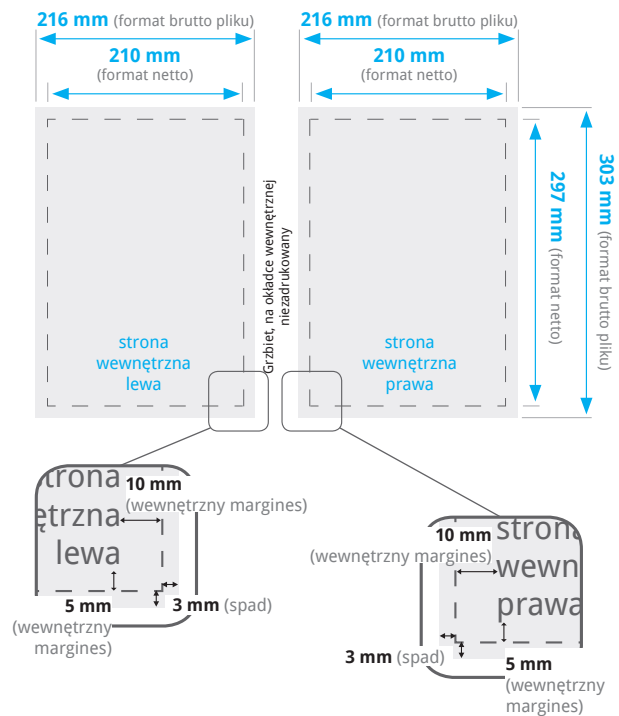 216 mm (format brutto pliku)
210 mm
(format netto)
216 mm (format brutto pliku)
210 mm
(format netto)
Grzbiet, na okładce wewnętrznej
niezadrukowany
297 mm (format netto)
303 mm (format brutto pliku)
strona
wewnętrzna
lewa
strona
wewnętrzna
prawa
trona
ętrzna
lewa
10 mm
(wewnętrzny margines)
5 mm
(wewnętrzny
margines)
3 mm (spad)
10 mm
(wewnętrzny margines)
strona
wewn
prawa
3 mm (spad)
5 mm
(wewnętrzny
margines)